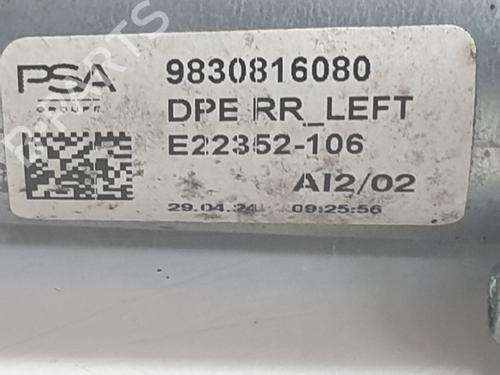 PSA
GROUPE
9830816080
DPE RR_LEFT
E22352-106
AI2/02
29.04.24 09:25:56